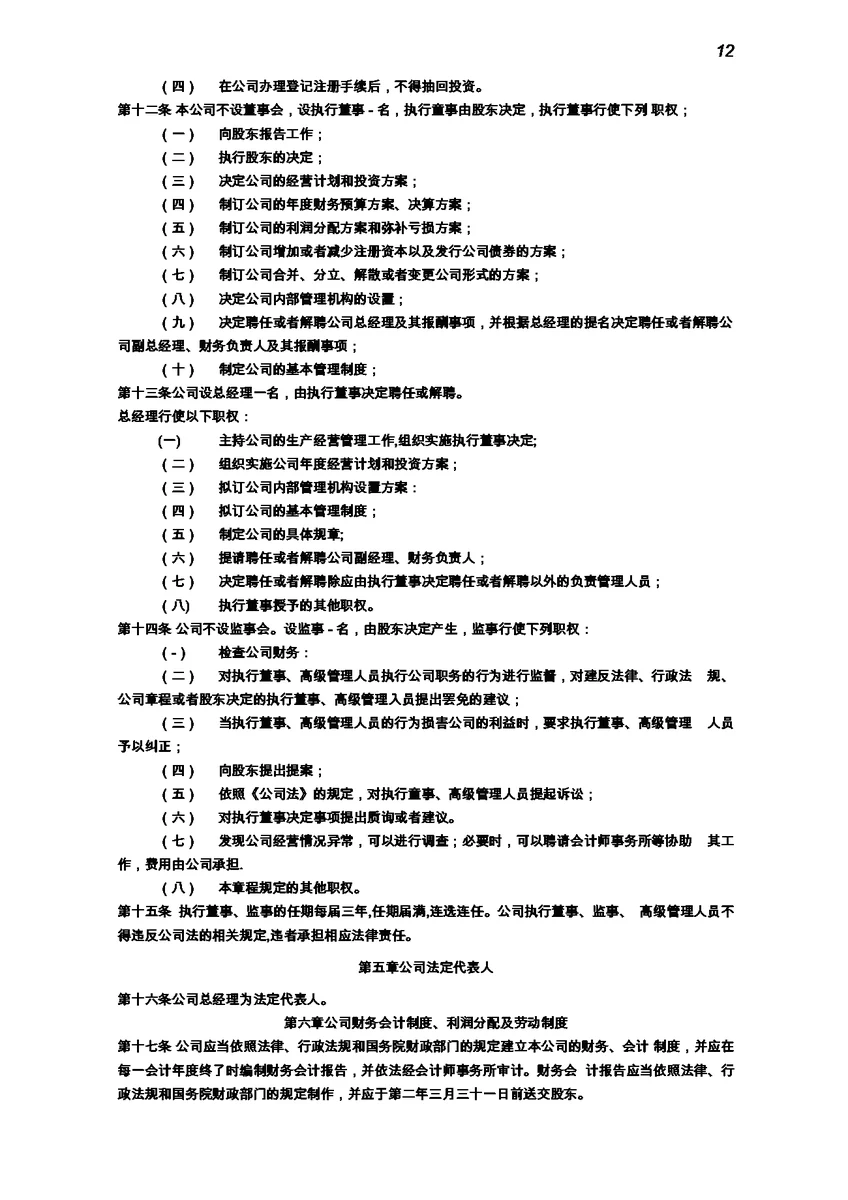 12
（四） 在公司办理登记注册手续后，不得抽回投资。
第十二条 本公司不设董事会，设执行董事 - 名，执行童事由股东决定，执行董事行使下列 职权；
（一） 向股东报告工作；
（二） 执行股东的决定；
（三） 决定公司的经营计划和投资方案；
（四） 制订公司的年度财务预算方案、决算方案；
（五） 制订公司的利润分配方案和弥补亏损方案；
（六） 制订公司增加或者减少注册资本以及发行公司债券的方案；
（七） 制订公司合并、分立、解散或者变更公司形式的方案；
（八） 决定公司内部管理机构的设置；
（九） 决定聘任或者解聘公司总经理及其报酬事项，并根据总经理的提名决定聘任或者解聘公
司副总经理、财务负责人及其报酬事项；
（十） 制定公司的基本管理制度；
第十三条公司设总经理一名，由执行董事决定聘任或解聘。
总经理行使以下职权：
(一) 主持公司的生产经营管理工作,组织实施执行董事决定;
（二） 组织实施公司年度经营计划和投资方案；
（三） 拟订公司内部管理机构设置方案：
（四） 拟订公司的基本管理制度；
（五） 制定公司的具体规章;
（六） 提请聘任或者解聘公司副经理、财务负责人；
（七） 决定聘任或者解聘除应由执行董事决定聘任或者解聘以外的负责管理人员；
（八) 执行董事授予的其他职权。
第十四条 公司不设监事会。设监事 - 名，由股东决定产生，监事行使下列职权：
（-） 检查公司财务：
（二） 对执行董事、高级管理人员执行公司职务的行为进行监督，对建反法律、行政法 规、
公司章程或者股东决定的执行董事、高级管理入员提出罢免的建议；
（三） 当执行董事、高级管理人员的行为损害公司的利益时，要求执行董事、高级管理 人员
予以纠正；
（四） 向股东提出提案；
（五） 依照《公司法》的规定，对执行童事、高级管理人员提起诉讼；
（六） 对执行董事决定事项提出质询或者建议。
（七） 发现公司经营情况异常，可以进行调查；必要时，可以聘请会计师事务所等协助 其工
作，费用由公司承担.
（八） 本章程规定的其他职权。
第十五条 执行董事、监事的任期每届三年,任期届满,连选连任。公司执行董事、监事、 高级管理人员不
得违反公司法的相关规定,违者承担相应法律责任。
第五章公司法定代表人
第十六条公司总经理为法定代表人。
第六章公司财务会计制度、利润分配及劳动制度
第十七条 公司应当依照法律、行政法规和国务院财政部门的规定建立本公司的财务、会计 制度，并应在
每一会计年度终了时编制财务会计报告，并依法经会计师事务所审计。财务会 计报告应当依照法律、行
政法规和国务院财政部门的规定制作，并应于第二年三月三十一日前送交股东。